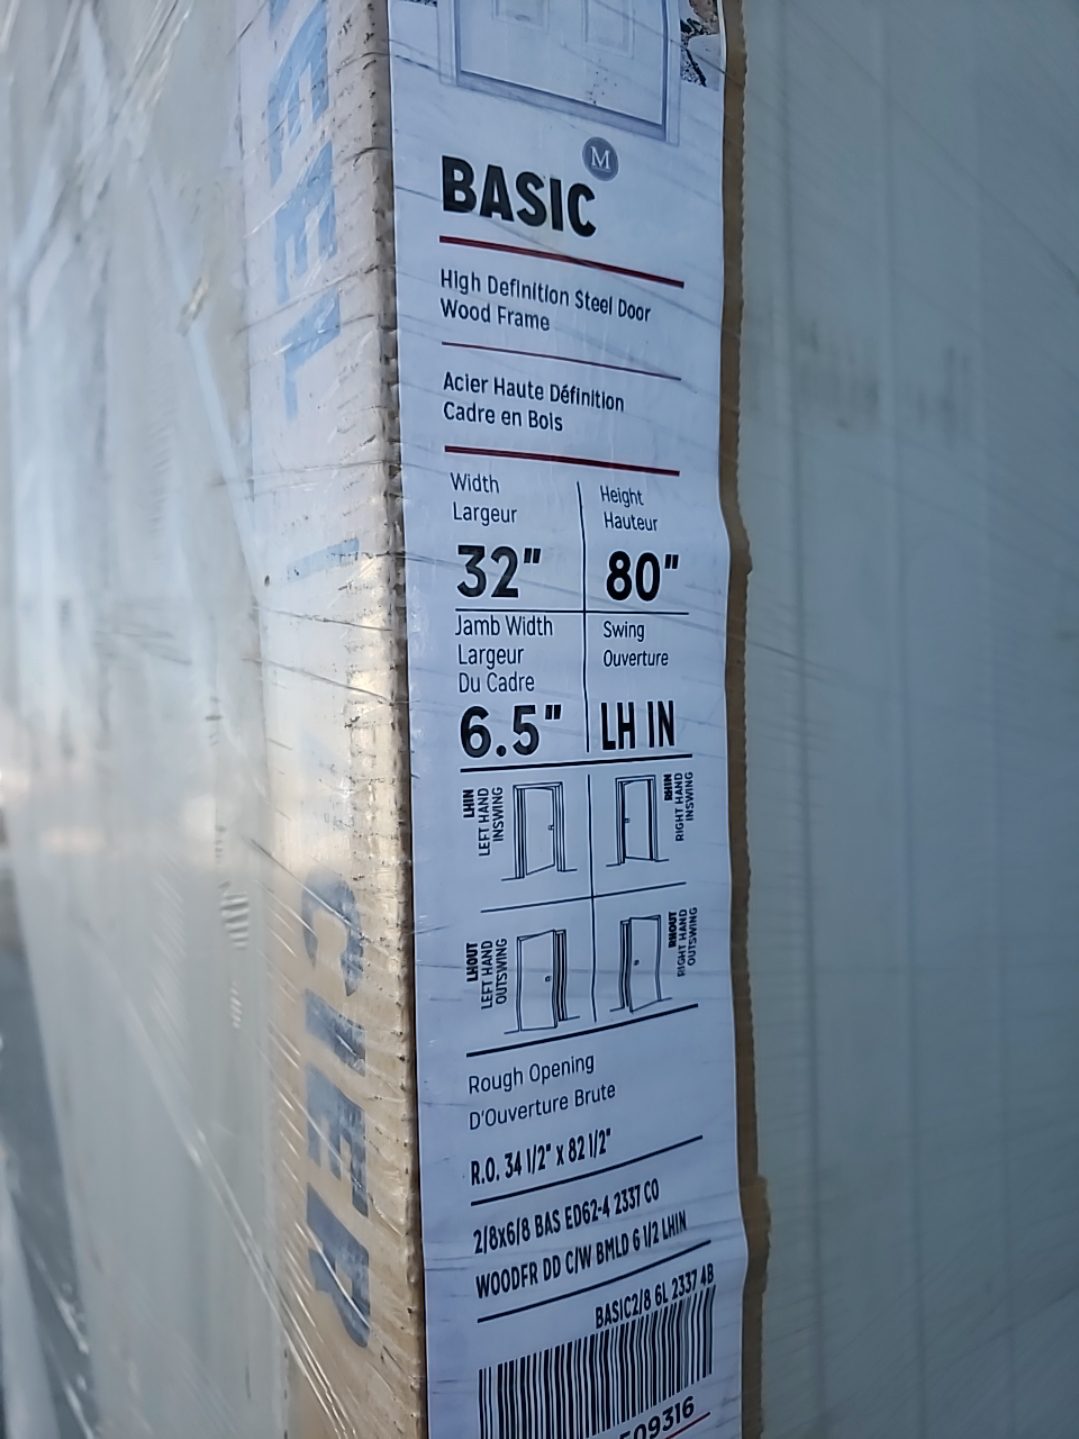 STEEL / ACIER
M
BASIC
High Definition Steel Door
Wood Frame
Acier Haute Définition
Cadre en Bois
Width
Largeur
32"
Height
Hauteur
80"
Jamb Width
Largeur
Du Cadre
6.5"
Swing
Ouverture
LH IN
LHIN
LEFT HAND
INSWING
RHIN
RIGHT HAND
INSWING
LHOUT
LEFT HAND
OUTSWING
RHOUT
RIGHT HAND
OUTSWING
Rough Opening
D'Ouverture Brute
R.O. 34 1/2" x 82 1/2"
2/8x6/8 BAS ED62-4 2337 CO
WOODFR DD C/W BMLD 6 1/2 LHIN
BASIC2/8 6L 2337 4B
509316